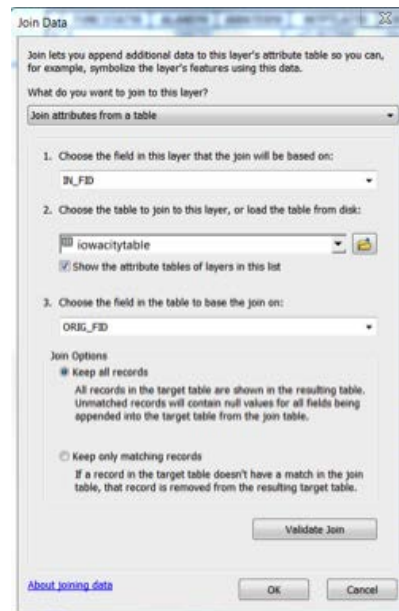 Join Data
Join lets you append additional data to this layer's attribute table so you can,
for example, symbolize the layer's features using this data.
What do you want to join to this layer?
Join attributes from a table
1. Choose the field in this layer that the join will be based on:
IN_FID
2. Choose the table to join to this layer, or load the table from disk:
iowacitytable
Show the attribute tables of layers in this list
3. Choose the field in the table to base the join on:
ORIG_FID
Join Options
Keep all records
All records in the target table are shown in the resulting table.
Unmatched records will contain null values for all fields being
appended into the target table from the join table.
Keep only matching records
If a record in the target table doesn't have a match in the join
table, that record is removed from the resulting target table.
Validate Join
About joining data
OK
Cancel